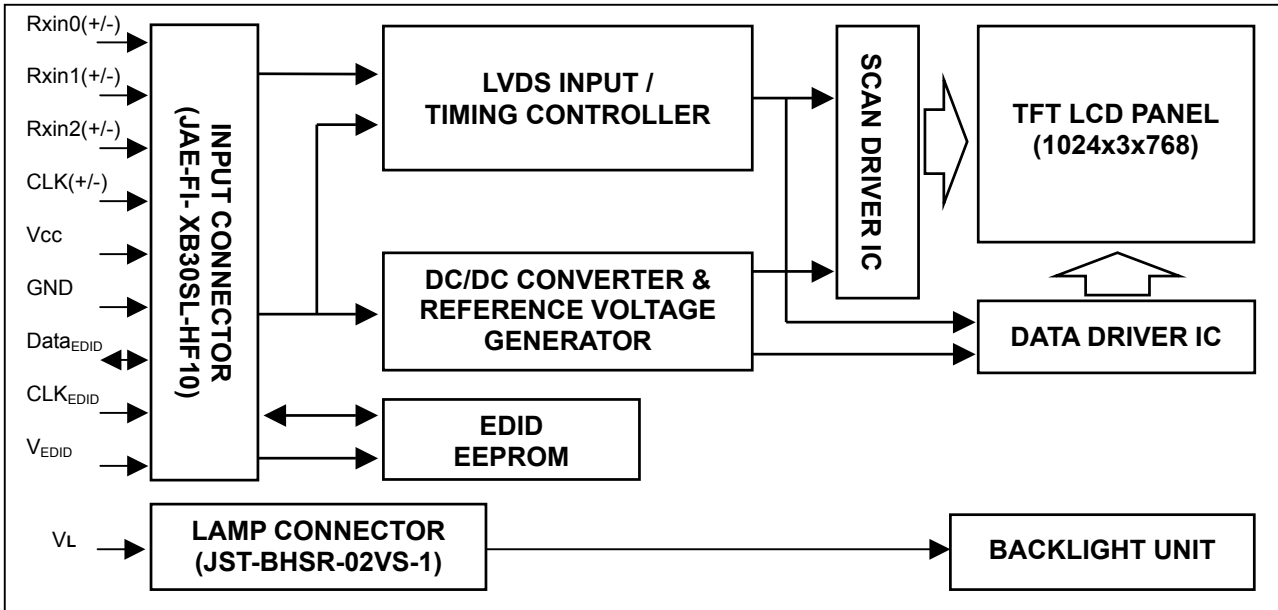 Rxin0(+/-)
Rxin1(+/-)
Rxin2(+/-)
CLK(+/-)
Vcc
GND
DataEDID
CLKEDID
VEDID
VL
INPUT CONNECTOR
(JAE-FI- XB30SL-HF10)
LVDS INPUT /
TIMING CONTROLLER
DC/DC CONVERTER &
REFERENCE VOLTAGE
GENERATOR
EDID
EEPROM
SCAN DRIVER IC
TFT LCD PANEL
(1024x3x768)
DATA DRIVER IC
LAMP CONNECTOR
(JST-BHSR-02VS-1)
BACKLIGHT UNIT